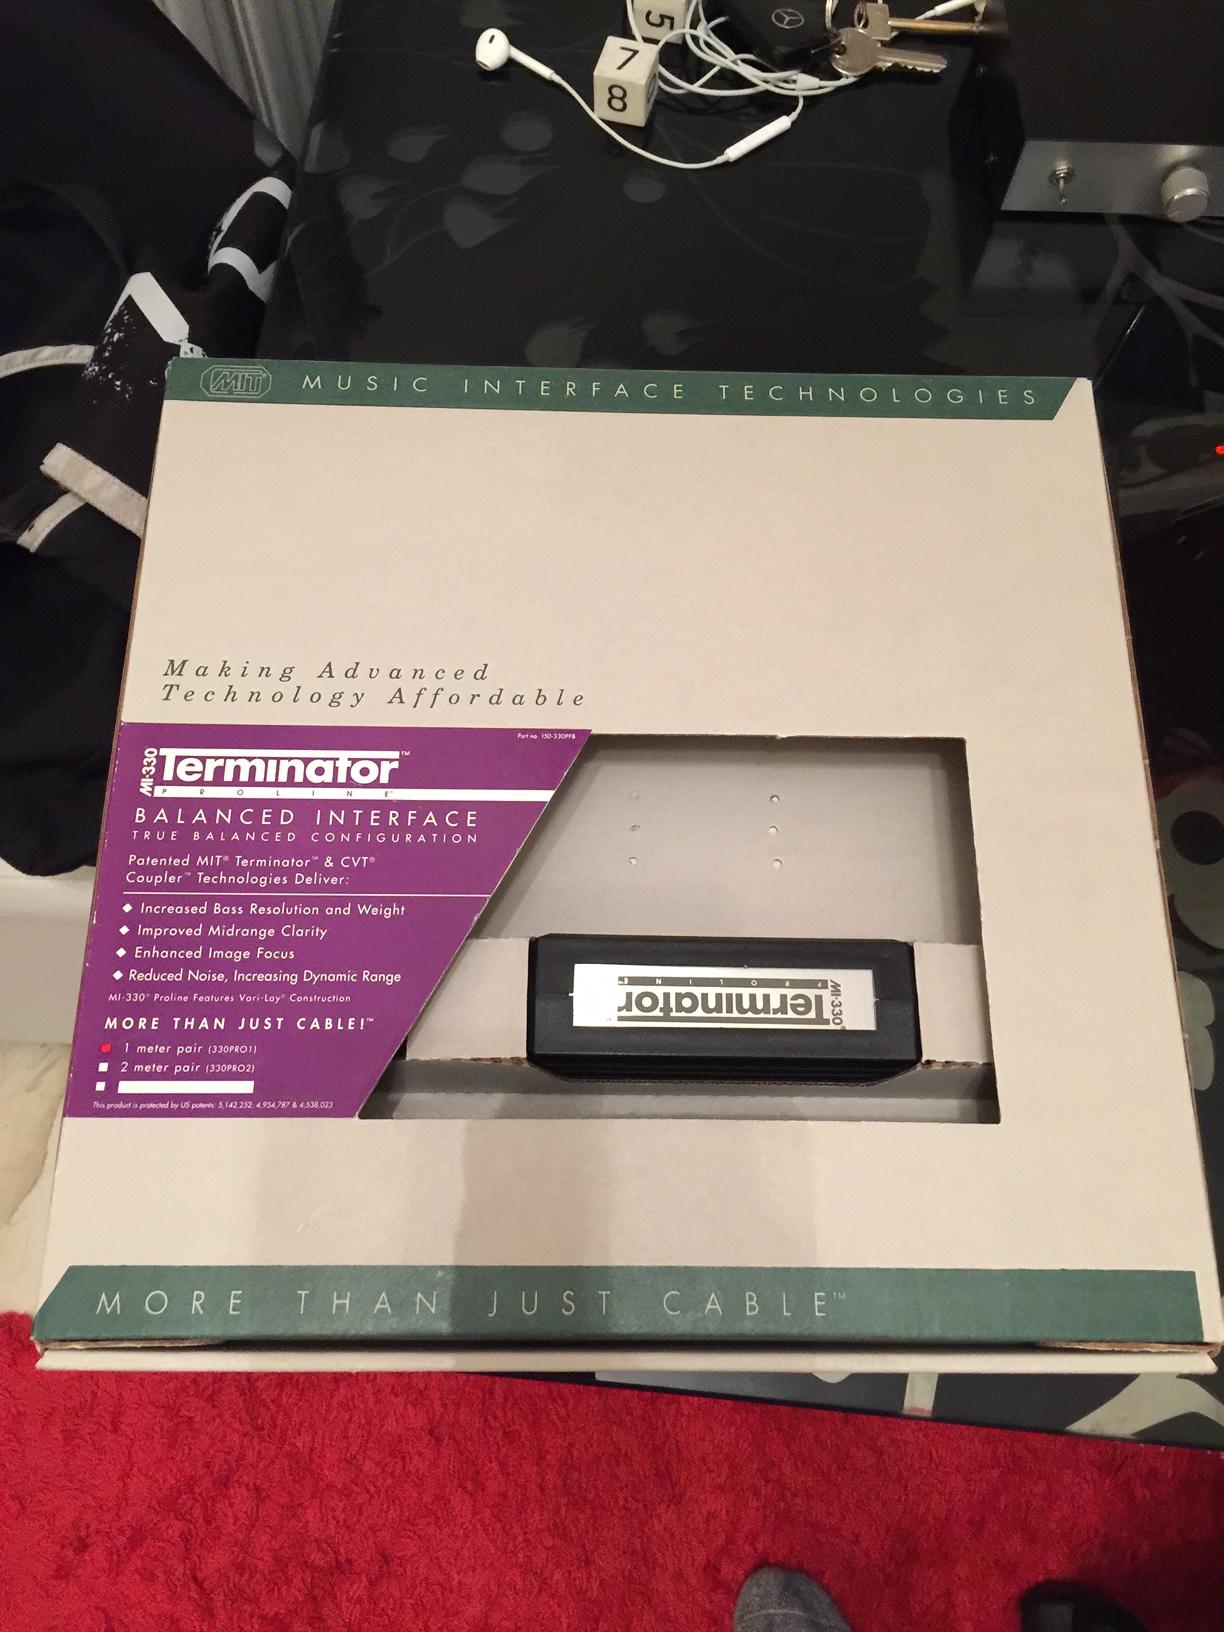 5
7
8
MIT MUSIC INTERFACE TECHNOLOGIES
Making Advanced
Technology Affordable
Part no. 150-330PFB
MI-330 Terminator™
PROLINE®
BALANCED INTERFACE
TRUE BALANCED CONFIGURATION
Patented MIT® Terminator™ & CVT®
Coupler™ Technologies Deliver:
◆ Increased Bass Resolution and Weight
◆ Improved Midrange Clarity
◆ Enhanced Image Focus
◆ Reduced Noise, Increasing Dynamic Range
MI-330® Proline Features Vari-Lay® Construction
MORE THAN JUST CABLE!™
1 meter pair (330PRO1)
2 meter pair (330PRO2)
This product is protected by US patents: 5,142,252, 4,954,787 & 4,538,023
MI-330® Terminator
PROLINE™
MORE THAN JUST CABLE™